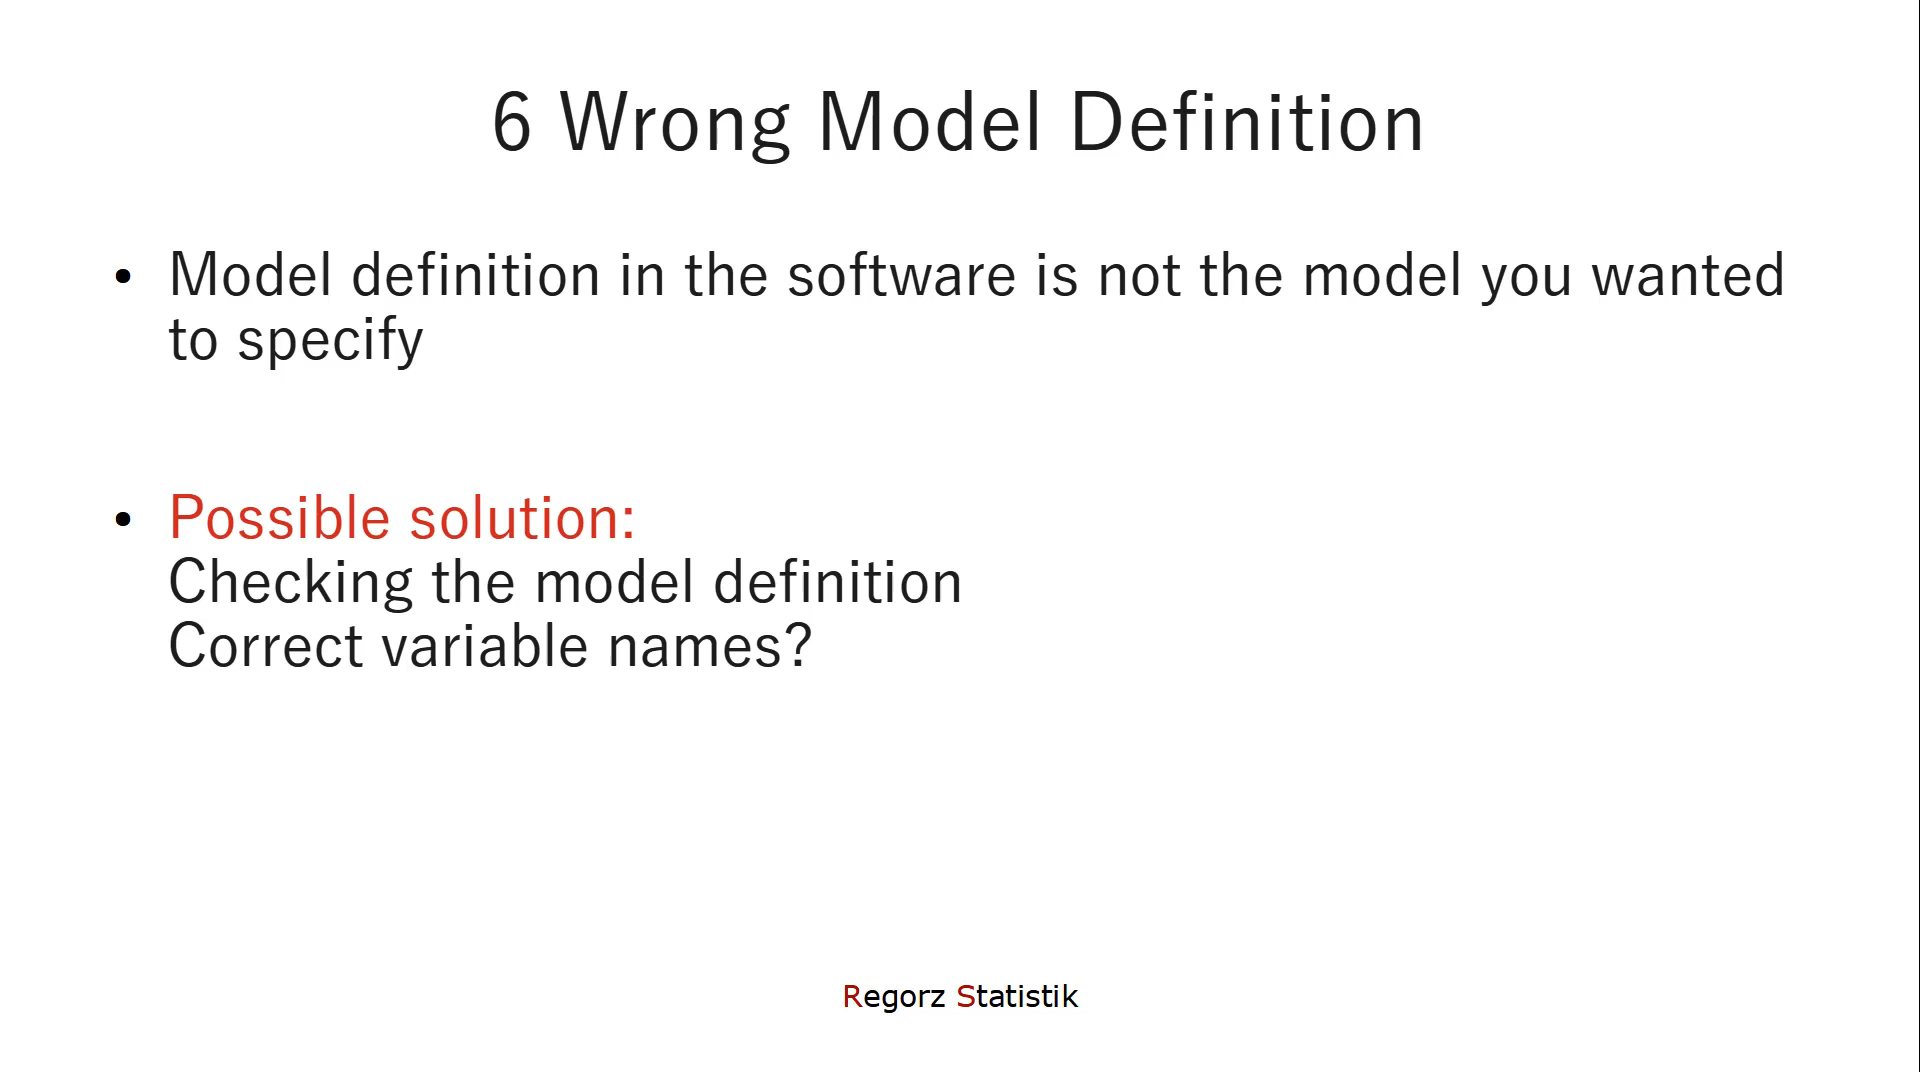 6 Wrong Model Definition
• Model definition in the software is not the model you wanted
to specify
• Possible solution:
Checking the model definition
Correct variable names?
Regorz Statistik